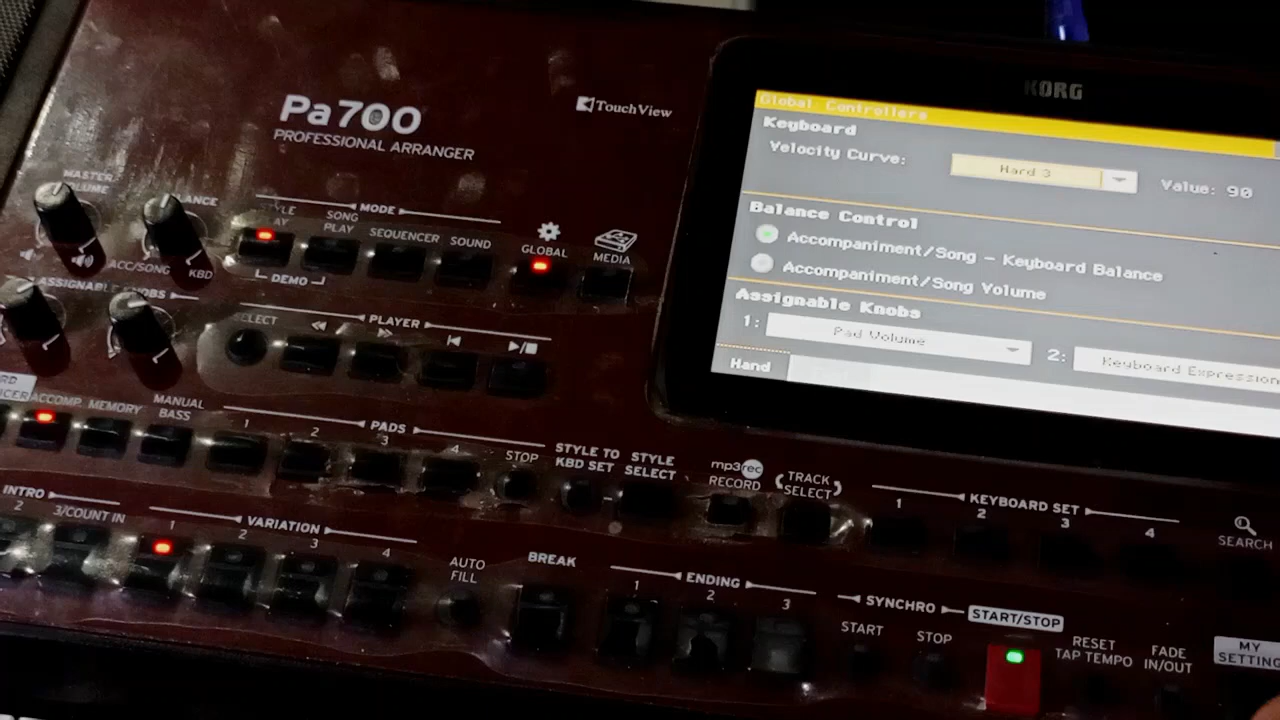 KORG
Pa700
PROFESSIONAL ARRANGER
TouchView
Global Controllers
Keyboard
Velocity Curve: Hard 3 Value: 90
Balance Control
Accompaniment/Song - Keyboard Balance
Accompaniment/Song Volume
Assignable Knobs
1: Pad Volume 2: Keyboard Expression
Hand
MASTER
MODE
SONG
PLAY
SEQUENCER
SOUND
GLOBAL
MEDIA
DEMO
ACC/SONG
KBD
ASSIGNABLE KNOBS
SELECT
PLAYER
ACCOMP.
MEMORY
MANUAL
BASS
PADS
1 2 3 4
STOP
STYLE TO
KBD SET
STYLE
SELECT
mp3rec
RECORD
TRACK
SELECT
KEYBOARD SET
1 2 3 4
SEARCH
INTRO
2 3/COUNT IN
VARIATION
1 2 3 4
AUTO
FILL
BREAK
ENDING
1 2 3
SYNCHRO
START
STOP
START/STOP
RESET
TAP TEMPO
FADE
IN/OUT
MY